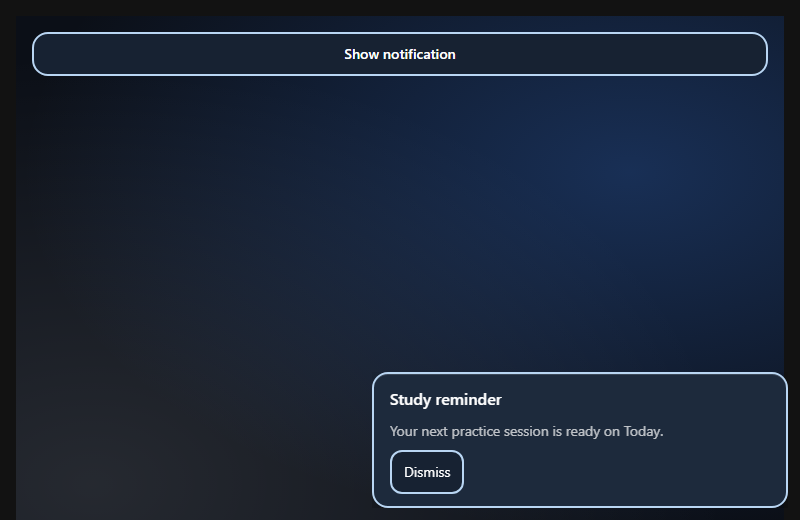 Show notification
Study reminder
Your next practice session is ready on Today.
Dismiss